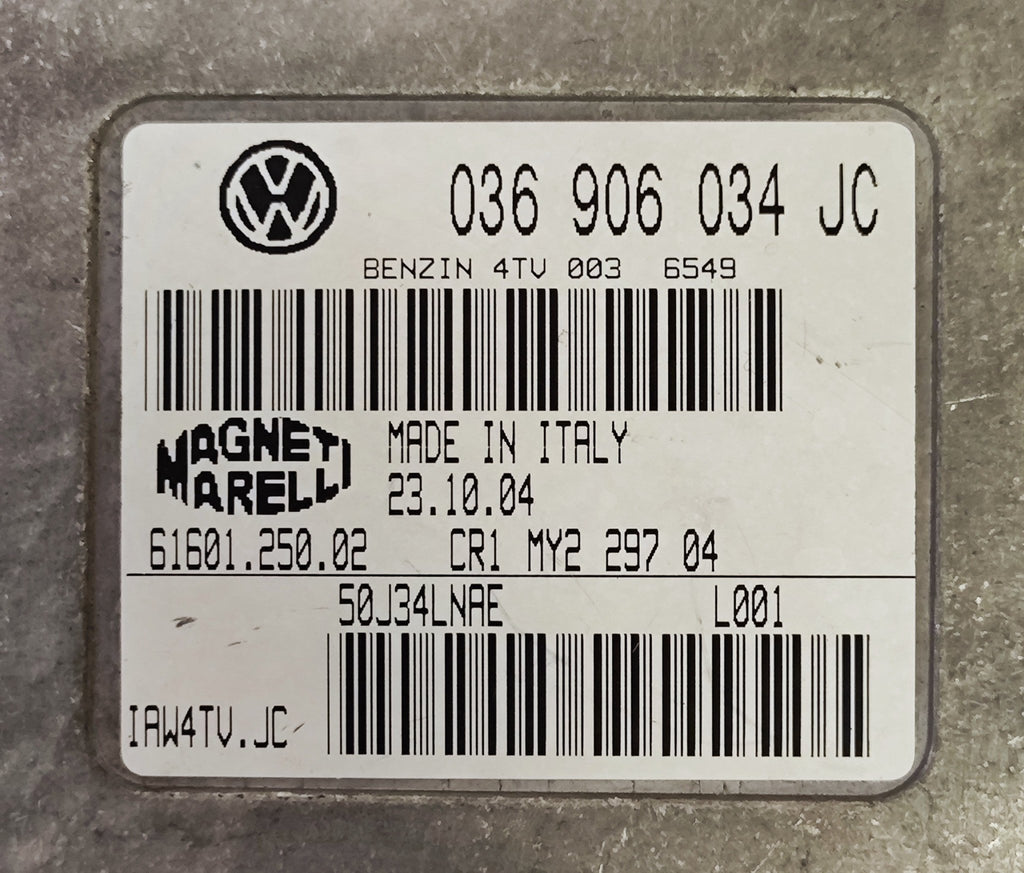 036 906 034 JC
BENZIN 4TV 003 6549
MAGNETI
MARELLI
MADE IN ITALY
23.10.04
61601.250.02 CR1 MY2 297 04
50J34LNAE L001
IAW4TV.JC